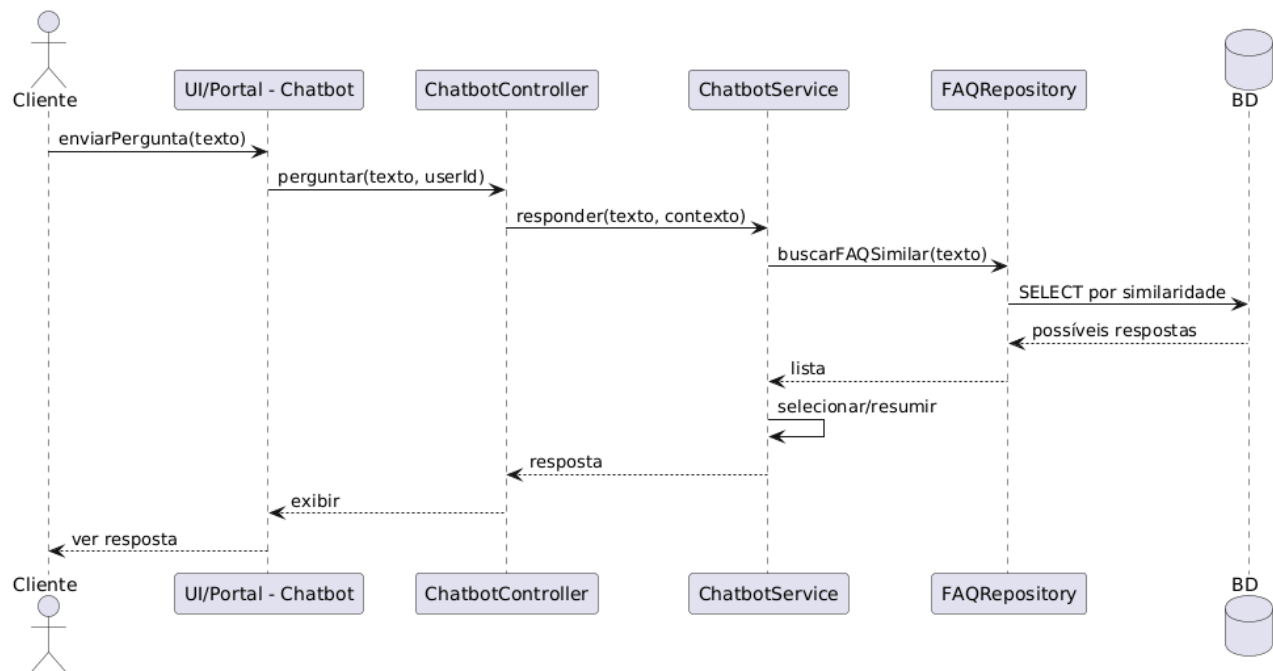 Cliente
UI/Portal - Chatbot
ChatbotController
ChatbotService
FAQRepository
BD
enviarPergunta(texto)
perguntar(texto, userId)
responder(texto, contexto)
buscarFAQSimilar(texto)
SELECT por similaridade
possíveis respostas
lista
selecionar/resumir
resposta
exibir
ver resposta
Cliente
UI/Portal - Chatbot
ChatbotController
ChatbotService
FAQRepository
BD